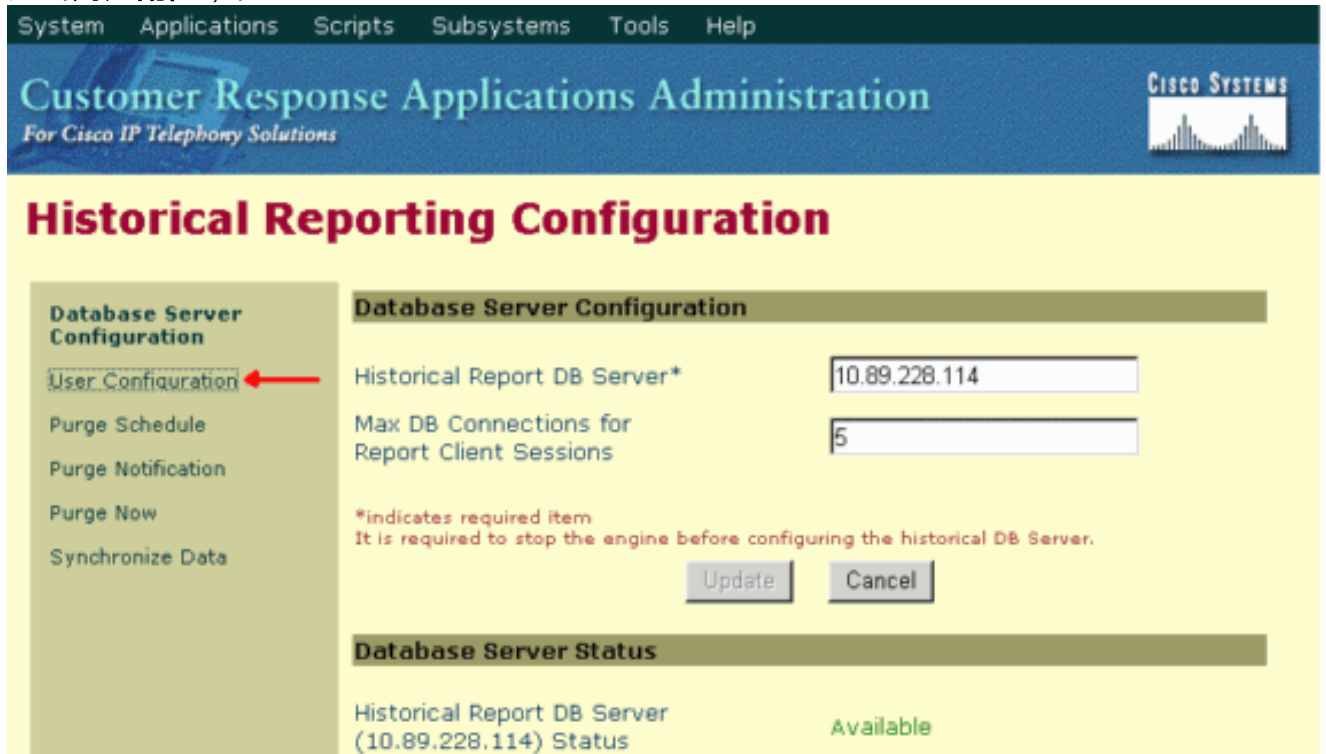 System Applications Scripts Subsystems Tools Help
Customer Response Applications Administration
For Cisco IP Telephony Solutions
CISCO SYSTEMS
Historical Reporting Configuration
Database Server
Configuration
User Configuration
Purge Schedule
Purge Notification
Purge Now
Synchronize Data
Database Server Configuration
Historical Report DB Server* 10.89.228.114
Max DB Connections for
Report Client Sessions 5
*indicates required item
It is required to stop the engine before configuring the historical DB Server.
Update Cancel
Database Server Status
Historical Report DB Server
(10.89.228.114) Status Available